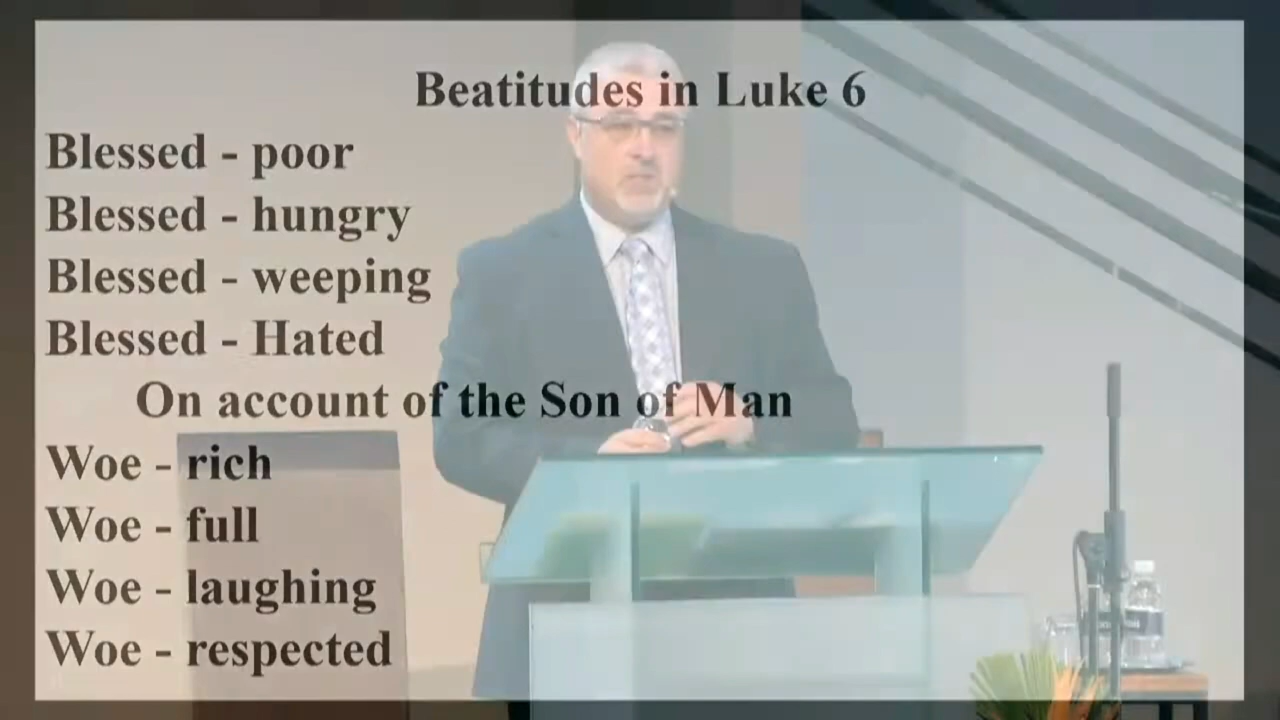 Beatitudes in Luke 6
Blessed - poor
Blessed - hungry
Blessed - weeping
Blessed - Hated
On account of the Son of Man
Woe - rich
Woe - full
Woe - laughing
Woe - respected